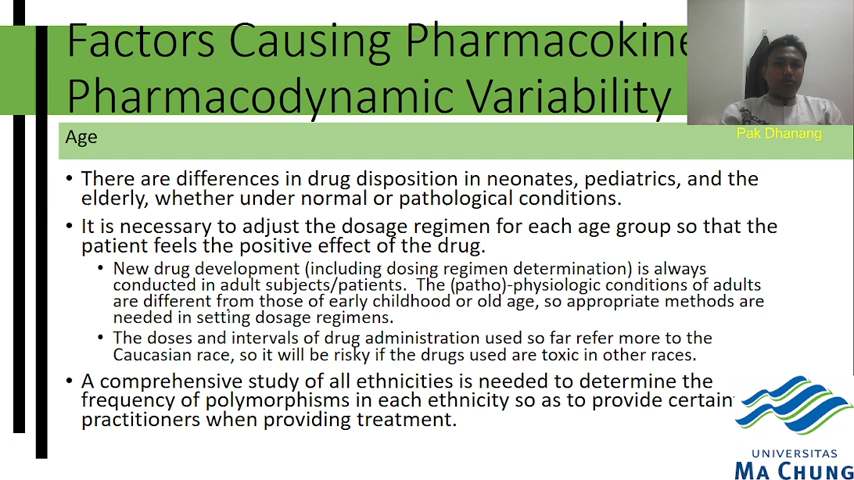 Factors Causing Pharmacokine
Pharmacodynamic Variability
Pak Dhanang
Age
• There are differences in drug disposition in neonates, pediatrics, and the
elderly, whether under normal or pathological conditions.
• It is necessary to adjust the dosage regimen for each age group so that the
patient feels the positive effect of the drug.
• New drug development (including dosing regimen determination) is always
conducted in adult subjects/patients. The (patho)-physiologic conditions of adults
are different from those of early childhood or old age, so appropriate methods are
needed in setting dosage regimens.
• The doses and intervals of drug administration used so far refer more to the
Caucasian race, so it will be risky if the drugs used are toxic in other races.
• A comprehensive study of all ethnicities is needed to determine the
frequency of polymorphisms in each ethnicity so as to provide certain
practitioners when providing treatment.
UNIVERSITAS
MA CHUNG